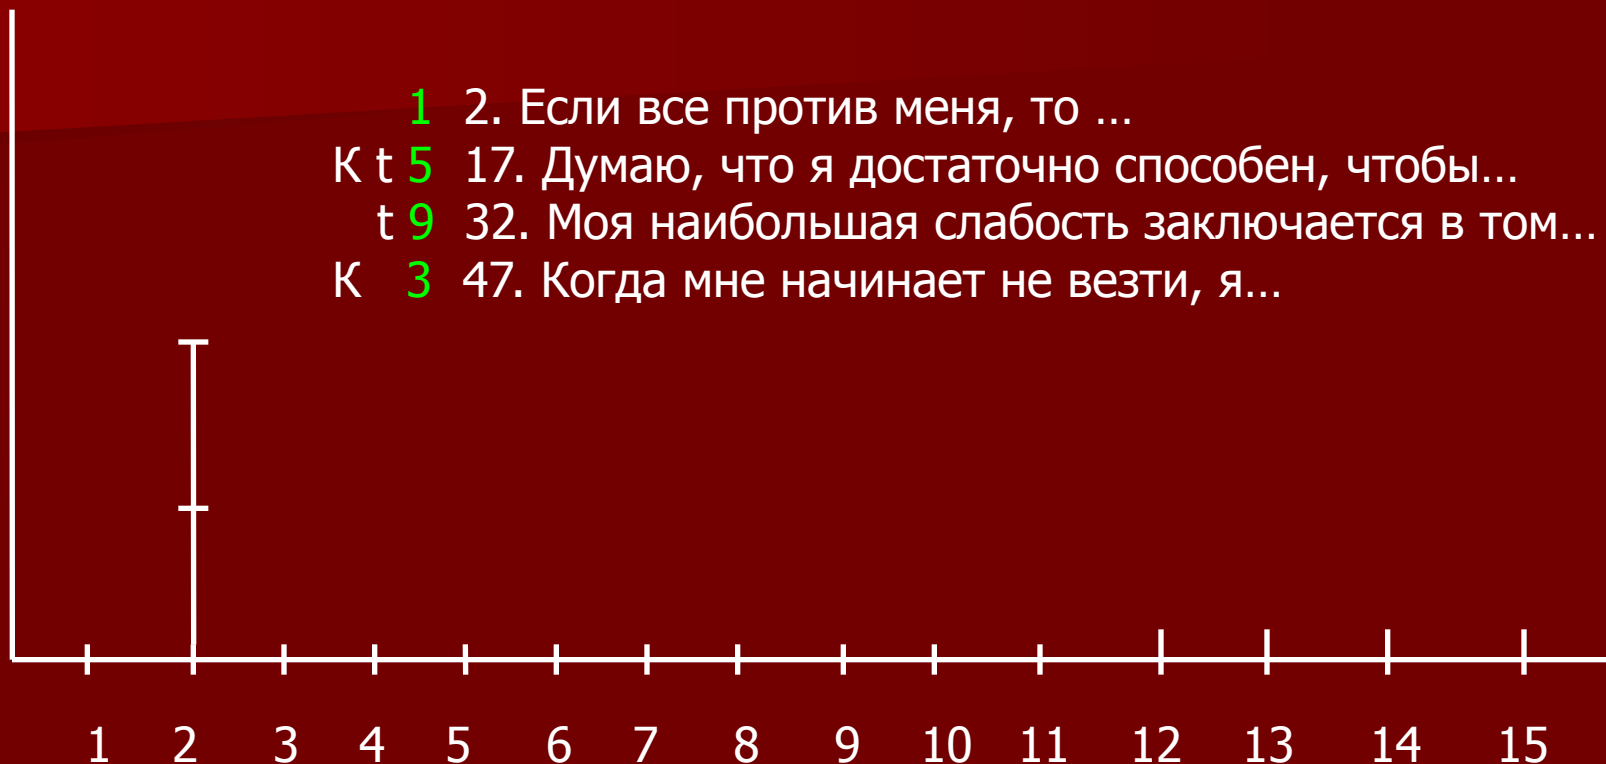 1 2. Если все против меня, то ...
К t 5 17. Думаю, что я достаточно способен, чтобы...
t 9 32. Моя наибольшая слабость заключается в том...
К 3 47. Когда мне начинает не везти, я...
1 2 3 4 5 6 7 8 9 10 11 12 13 14 15